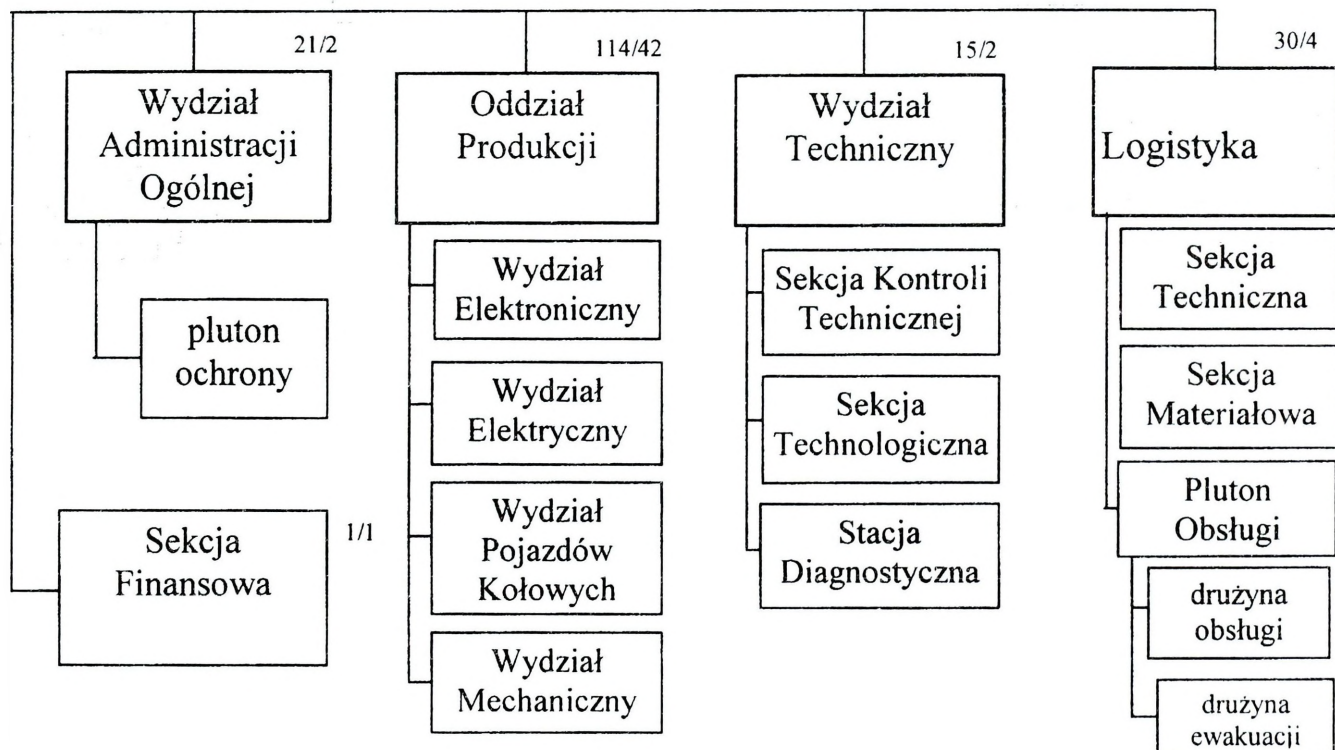 21/2
Wydział
Administracji
Ogólnej
pluton
ochrony
Sekcja
Finansowa
1/1
114/42
Oddział
Produkcji
Wydział
Elektroniczny
Wydział
Elektryczny
Wydział
Pojazdów
Kołowych
Wydział
Mechaniczny
15/2
Wydział
Techniczny
Sekcja Kontroli
Technicznej
Sekcja
Technologiczna
Stacja
Diagnostyczna
30/4
Logistyka
Sekcja
Techniczna
Sekcja
Materiałowa
Pluton
Obsługi
drużyna
obsługi
drużyna
ewakuacji